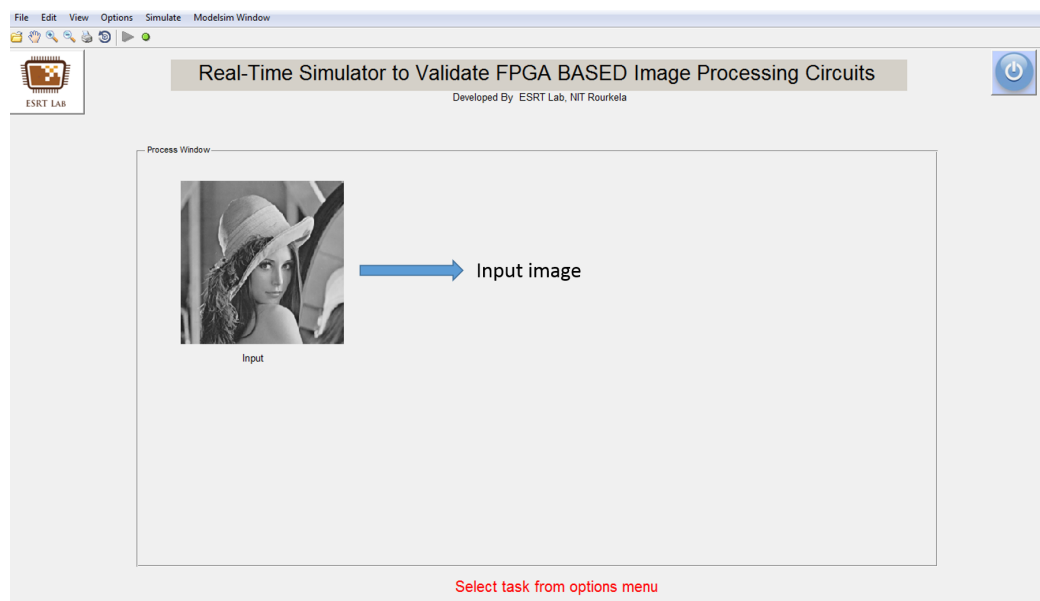 File Edit View Options Simulate Modelsim Window
ESRT LAB
Real-Time Simulator to Validate FPGA BASED Image Processing Circuits
Developed By ESRT Lab, NIT Rourkela
Process Window
Input image
Input
Select task from options menu